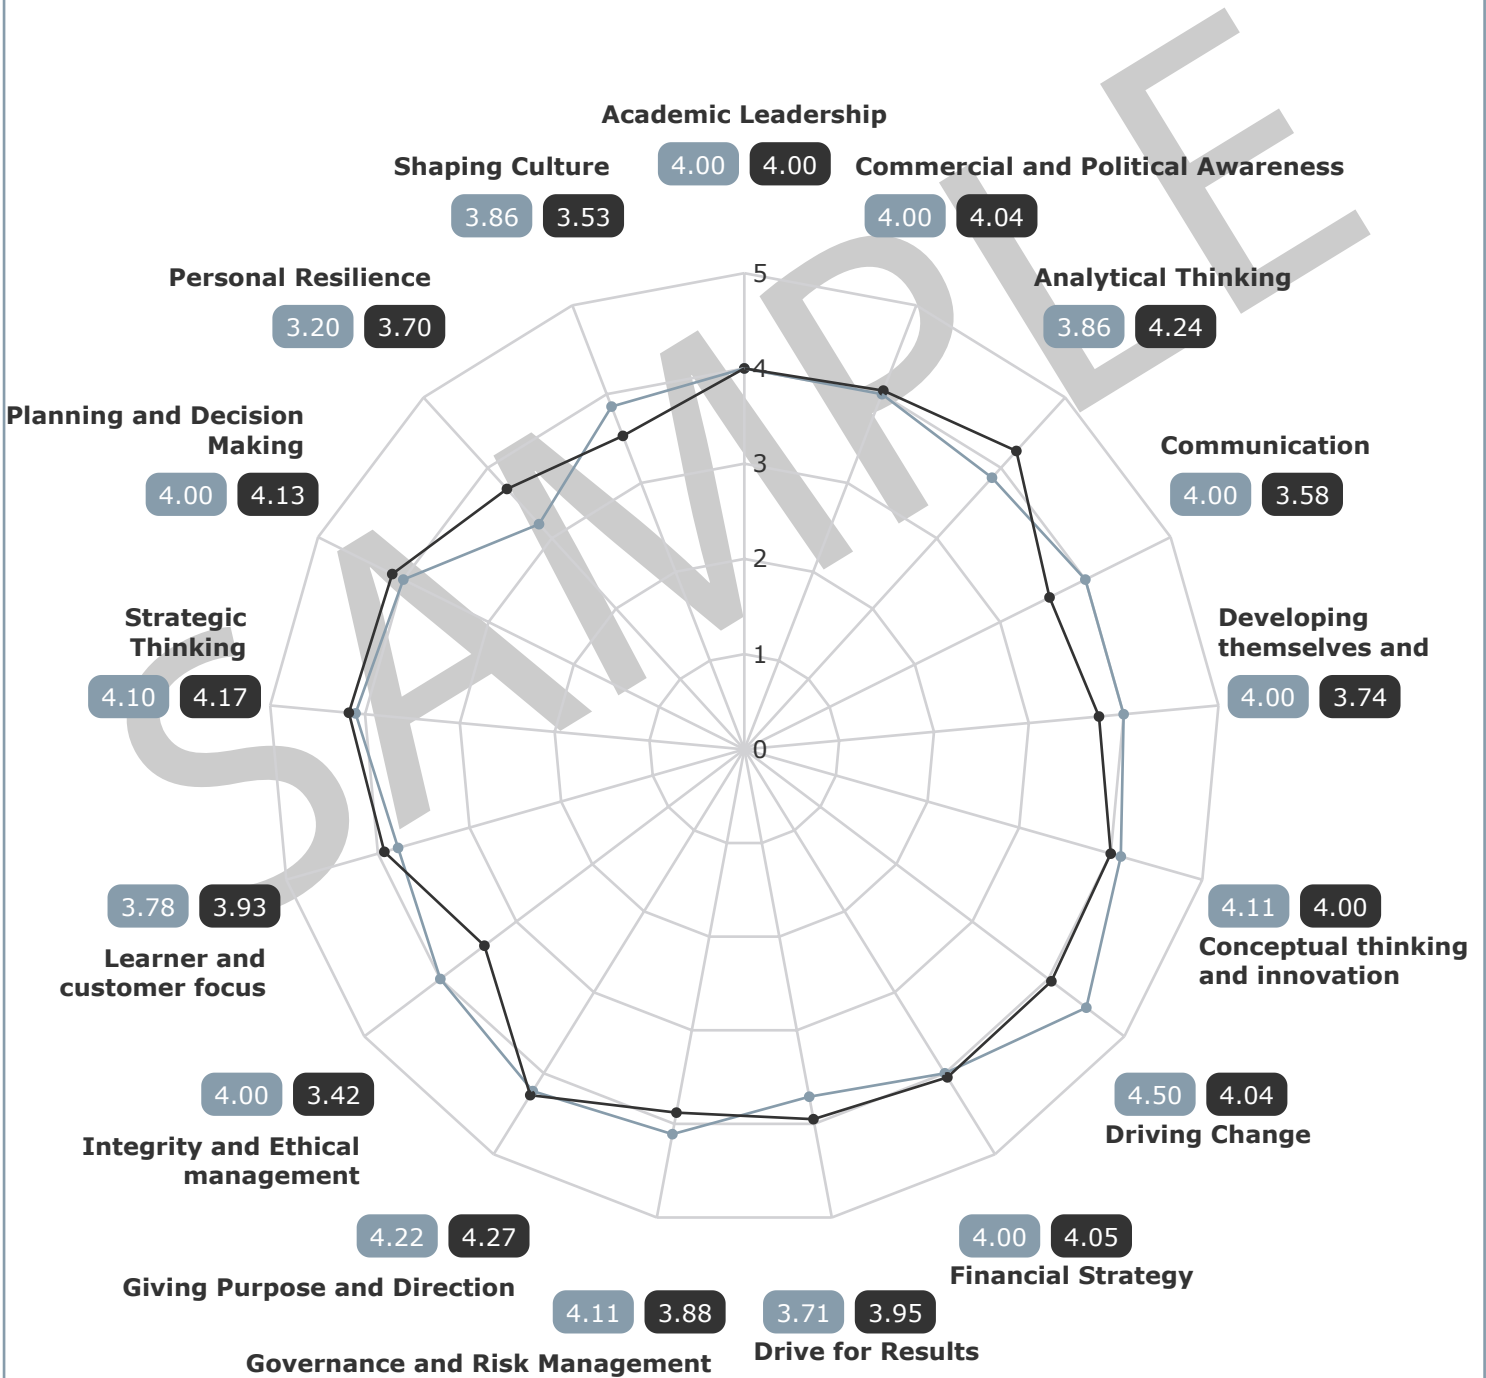 Academic Leadership
4.00 4.00
Shaping Culture
3.86 3.53
Commercial and Political Awareness
4.00 4.04
Personal Resilience
3.20 3.70
Analytical Thinking
3.86 4.24
Planning and Decision
Making
4.00 4.13
Communication
4.00 3.58
Strategic
Thinking
4.10 4.17
Developing
themselves and
4.00 3.74
5
4
3
2
1
0
SAMPLE
3.78 3.93
Learner and
customer focus
4.11 4.00
Conceptual thinking
and innovation
4.00 3.42
Integrity and Ethical
management
4.50 4.04
Driving Change
4.22 4.27
Giving Purpose and Direction
4.00 4.05
Financial Strategy
4.11 3.88
Governance and Risk Management
3.71 3.95
Drive for Results